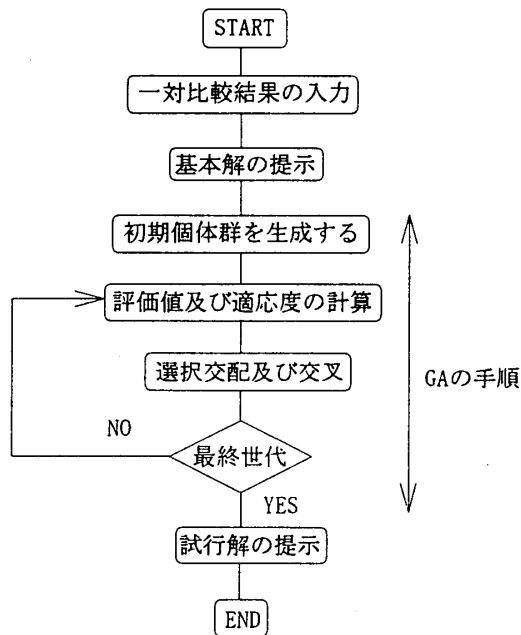 START
一対比較結果の入力
基本解の提示
初期個体群を生成する
評価値及び適応度の計算
選択交配及び交叉
GAの手順
NO
最終世代
YES
試行解の提示
END